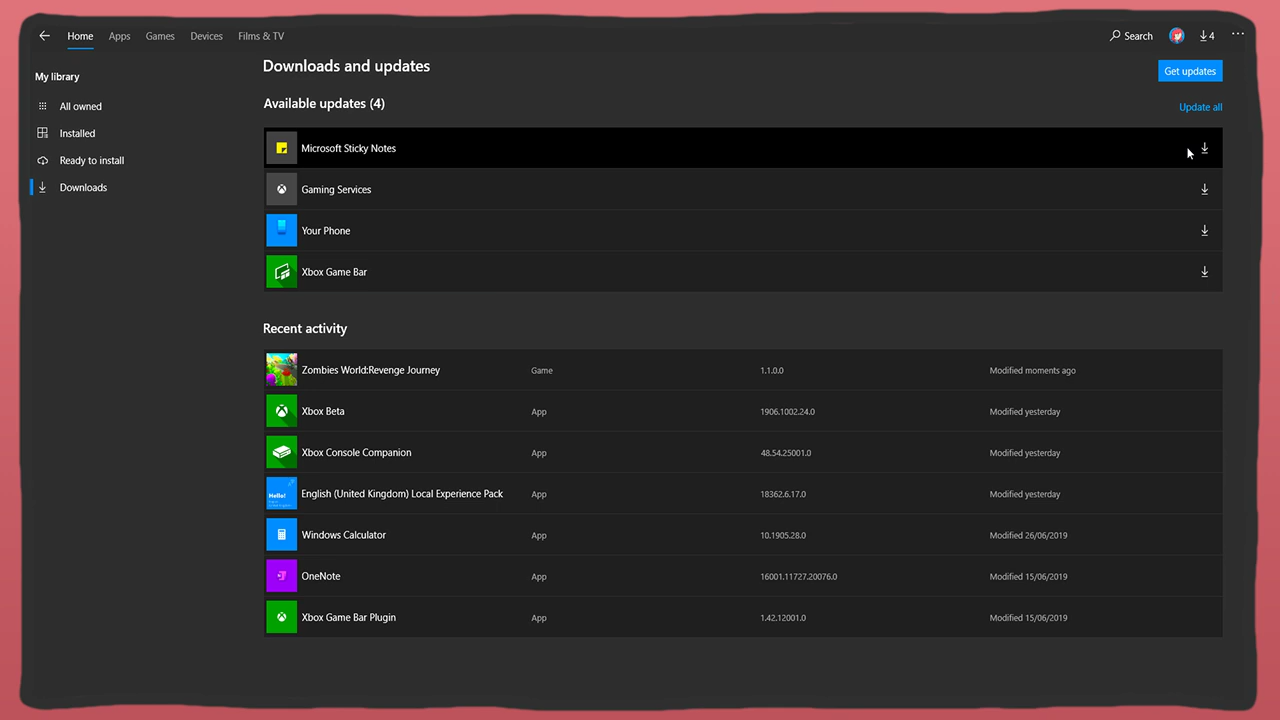 Home Apps Games Devices Films & TV Search 4
My library
All owned
Installed
Ready to install
Downloads
Downloads and updates
Get updates
Available updates (4)
Update all
Microsoft Sticky Notes
Gaming Services
Your Phone
Xbox Game Bar
Recent activity
Zombies World:Revenge Journey Game 1.1.0.0 Modified moments ago
Xbox Beta App 1906.1002.24.0 Modified yesterday
Xbox Console Companion App 48.54.25001.0 Modified yesterday
English (United Kingdom) Local Experience Pack App 18362.6.17.0 Modified yesterday
Windows Calculator App 10.1905.28.0 Modified 26/06/2019
OneNote App 16001.11727.20076.0 Modified 15/06/2019
Xbox Game Bar Plugin App 1.42.12001.0 Modified 15/06/2019